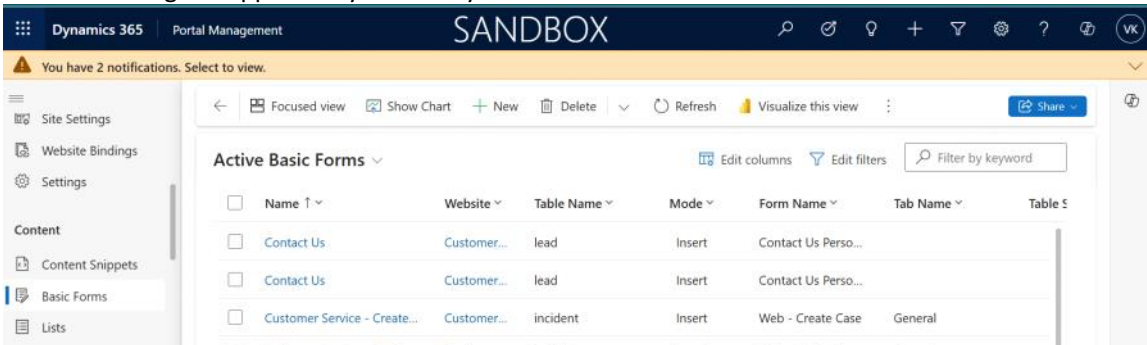 Dynamics 365 Portal Management SANDBOX VK
You have 2 notifications. Select to view.
Focused view Show Chart + New Delete Refresh Visualize this view Share
Site Settings
Website Bindings
Settings
Active Basic Forms Edit columns Edit filters Filter by keyword
Name ↑ Website Table Name Mode Form Name Tab Name Table S
Content
Contact Us Customer... lead Insert Contact Us Perso...
Content Snippets
Contact Us Customer... lead Insert Contact Us Perso...
Basic Forms
Customer Service - Create... Customer... incident Insert Web - Create Case General
Lists